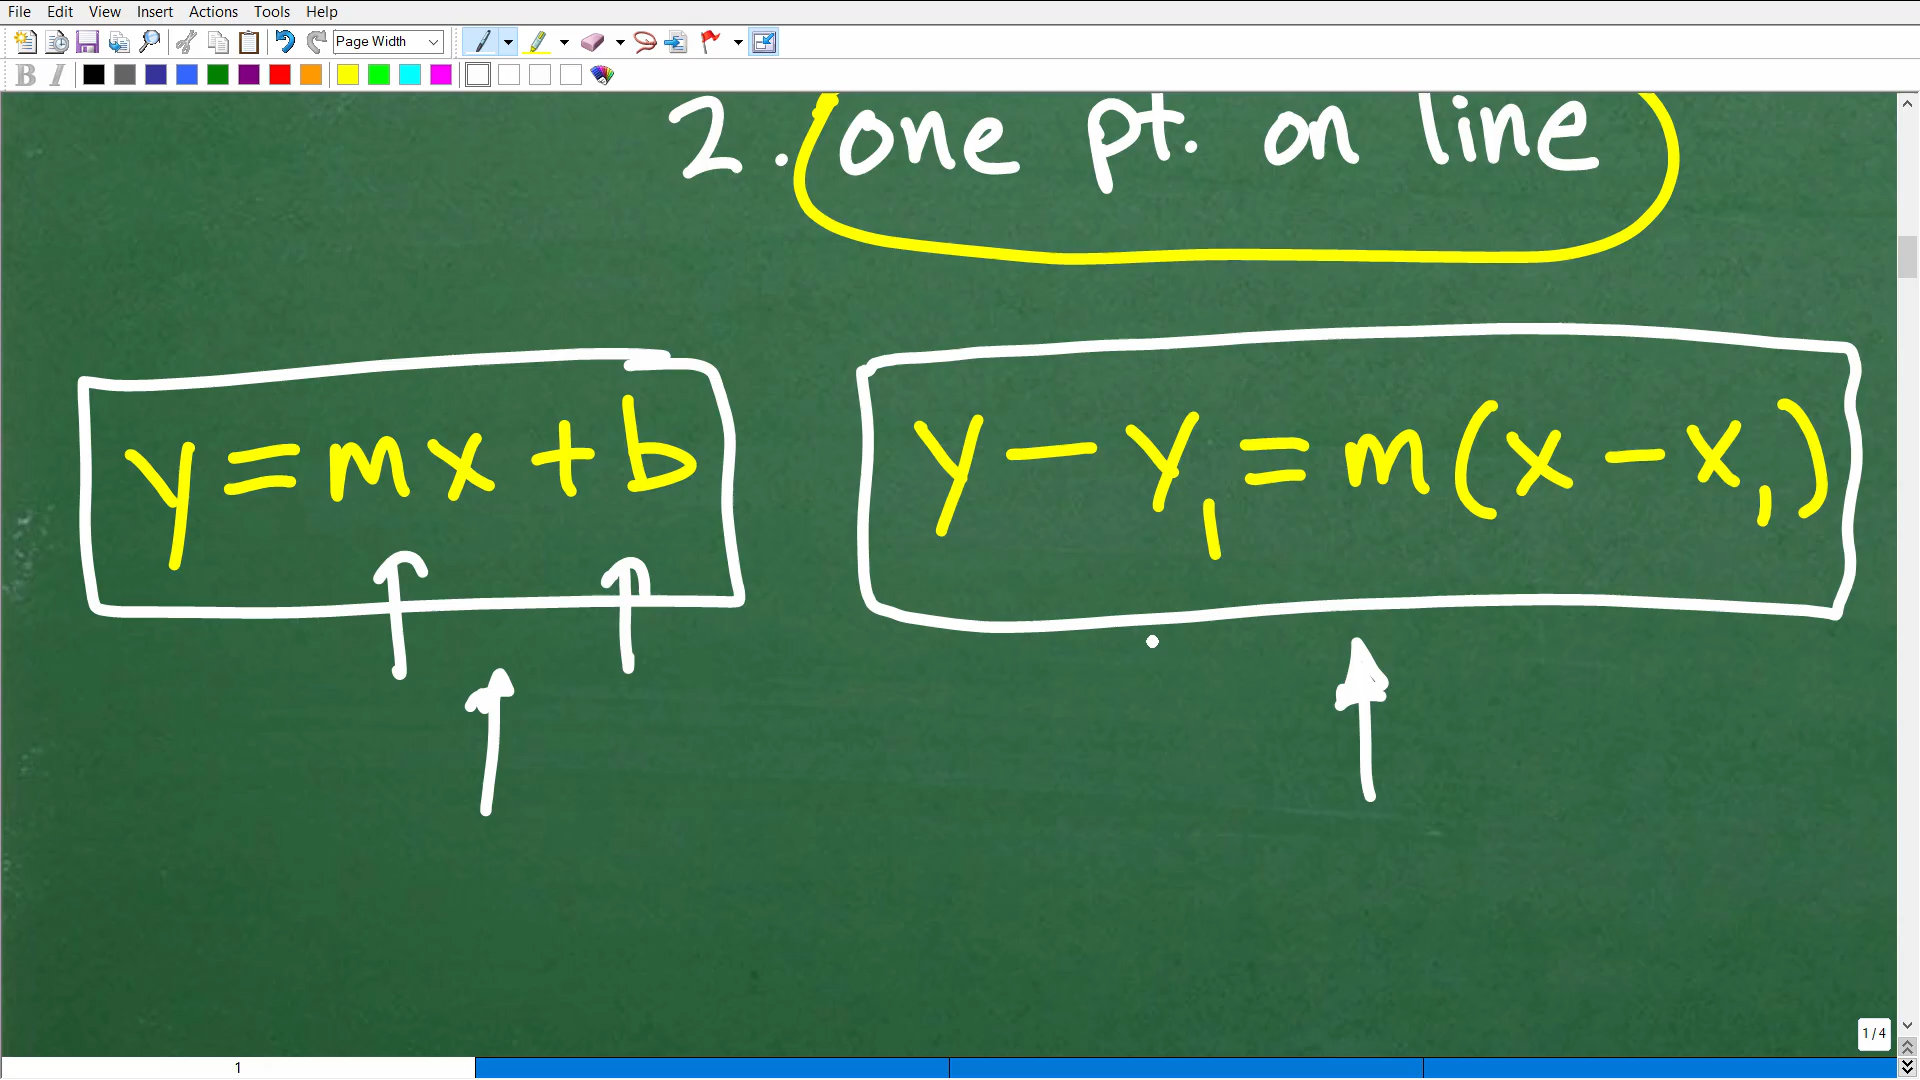 File Edit View Insert Actions Tools Help
Page Width
B I
2. one pt. on line
y = mx + b
y - y₁ = m(x - x₁)
1 / 4
1